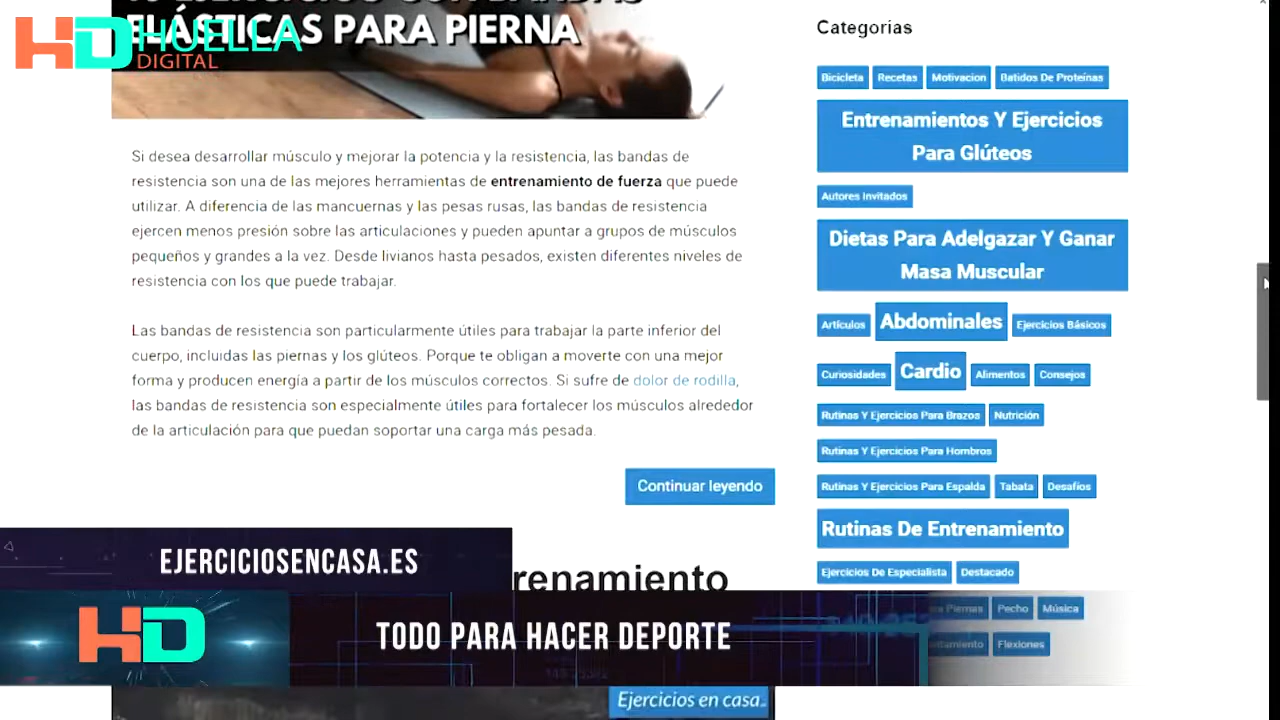 ELÁSTICAS PARA PIERNA
HD HUELLA
DIGITAL
Si desea desarrollar músculo y mejorar la potencia y la resistencia, las bandas de
resistencia son una de las mejores herramientas de entrenamiento de fuerza que puede
utilizar. A diferencia de las mancuernas y las pesas rusas, las bandas de resistencia
ejercen menos presión sobre las articulaciones y pueden apuntar a grupos de músculos
pequeños y grandes a la vez. Desde livianos hasta pesados, existen diferentes niveles de
resistencia con los que puede trabajar.
Las bandas de resistencia son particularmente útiles para trabajar la parte inferior del
cuerpo, incluidas las piernas y los glúteos. Porque te obligan a moverte con una mejor
forma y producen energía a partir de los músculos correctos. Si sufre de dolor de rodilla,
las bandas de resistencia son especialmente útiles para fortalecer los músculos alrededor
de la articulación para que puedan soportar una carga más pesada.
Continuar leyendo
renamiento
Ejercicios en casa.es
Categorias
Bicicleta Recetas Motivacion Batidos De Proteínas
Entrenamientos Y Ejercicios
Para Glúteos
Autores Invitados
Dietas Para Adelgazar Y Ganar
Masa Muscular
Artículos Abdominales Ejercicios Básicos
Curiosidades Cardio Alimentos Consejos
Rutinas Y Ejercicios Para Brazos Nutrición
Rutinas Y Ejercicios Para Hombros
Rutinas Y Ejercicios Para Espalda Tabata Desafíos
Rutinas De Entrenamiento
Ejercicios De Especialista Destacado
Piernas Pecho Música
Flexiones
EJERCICIOSENCASA.ES
HD TODO PARA HACER DEPORTE